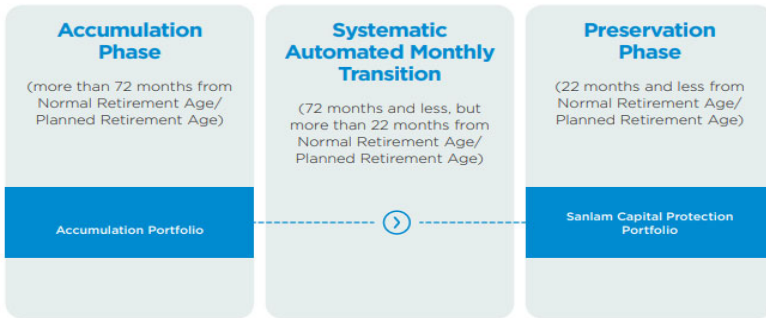 Accumulation
Phase
(more than 72 months from
Normal Retirement Age/
Planned Retirement Age)
Accumulation Portfolio
Systematic
Automated Monthly
Transition
(72 months and less, but
more than 22 months from
Normal Retirement Age/
Planned Retirement Age)
Preservation
Phase
(22 months and less from
Normal Retirement Age/
Planned Retirement Age)
Sanlam Capital Protection
Portfolio